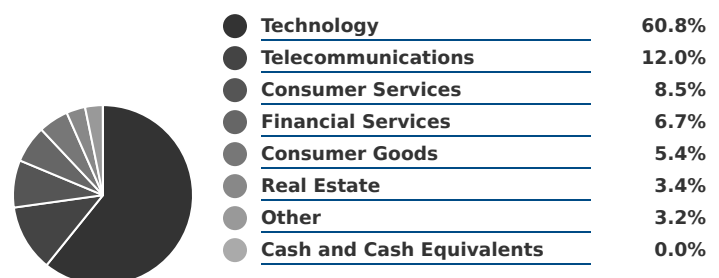 Technology 60.8%
Telecommunications 12.0%
Consumer Services 8.5%
Financial Services 6.7%
Consumer Goods 5.4%
Real Estate 3.4%
Other 3.2%
Cash and Cash Equivalents 0.0%